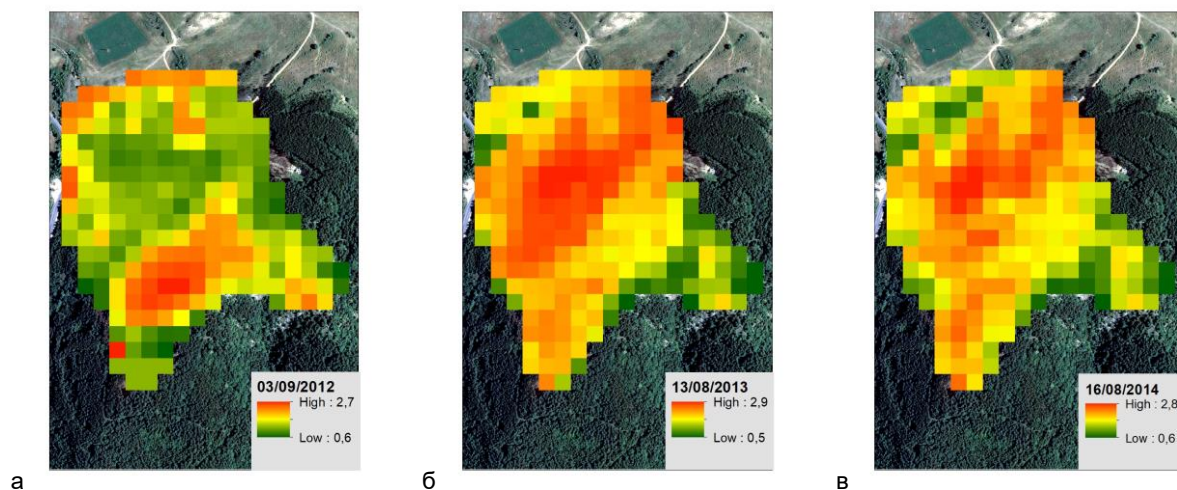 03/09/2012
High : 2,7
Low : 0,6
а
13/08/2013
High : 2,9
Low : 0,5
б
16/08/2014
High : 2,8
Low : 0,6
в